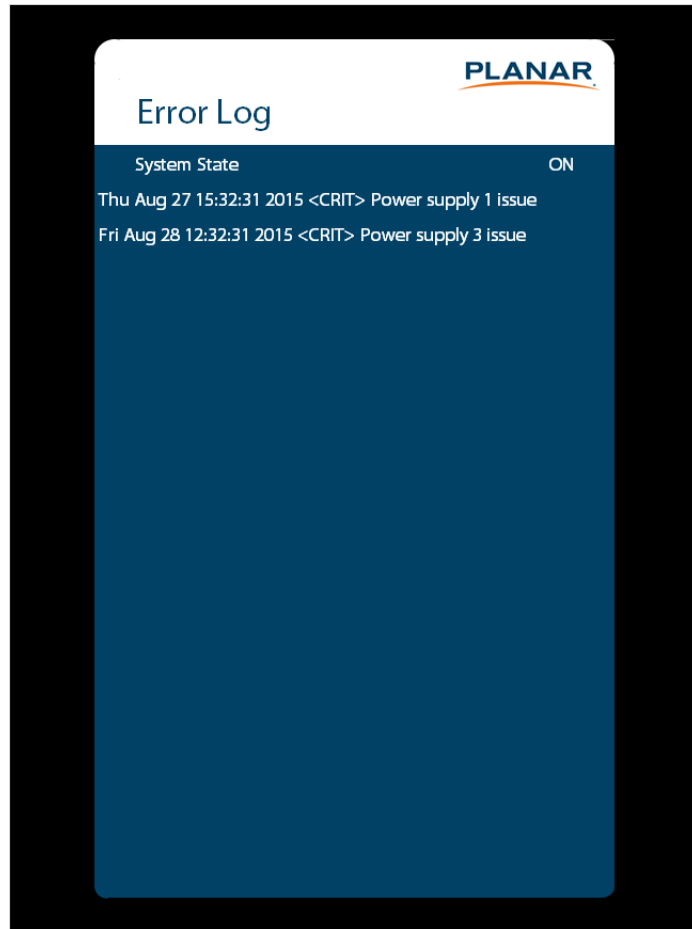 PLANAR
Error Log
System State ON
Thu Aug 27 15:32:31 2015 <CRIT> Power supply 1 issue
Fri Aug 28 12:32:31 2015 <CRIT> Power supply 3 issue